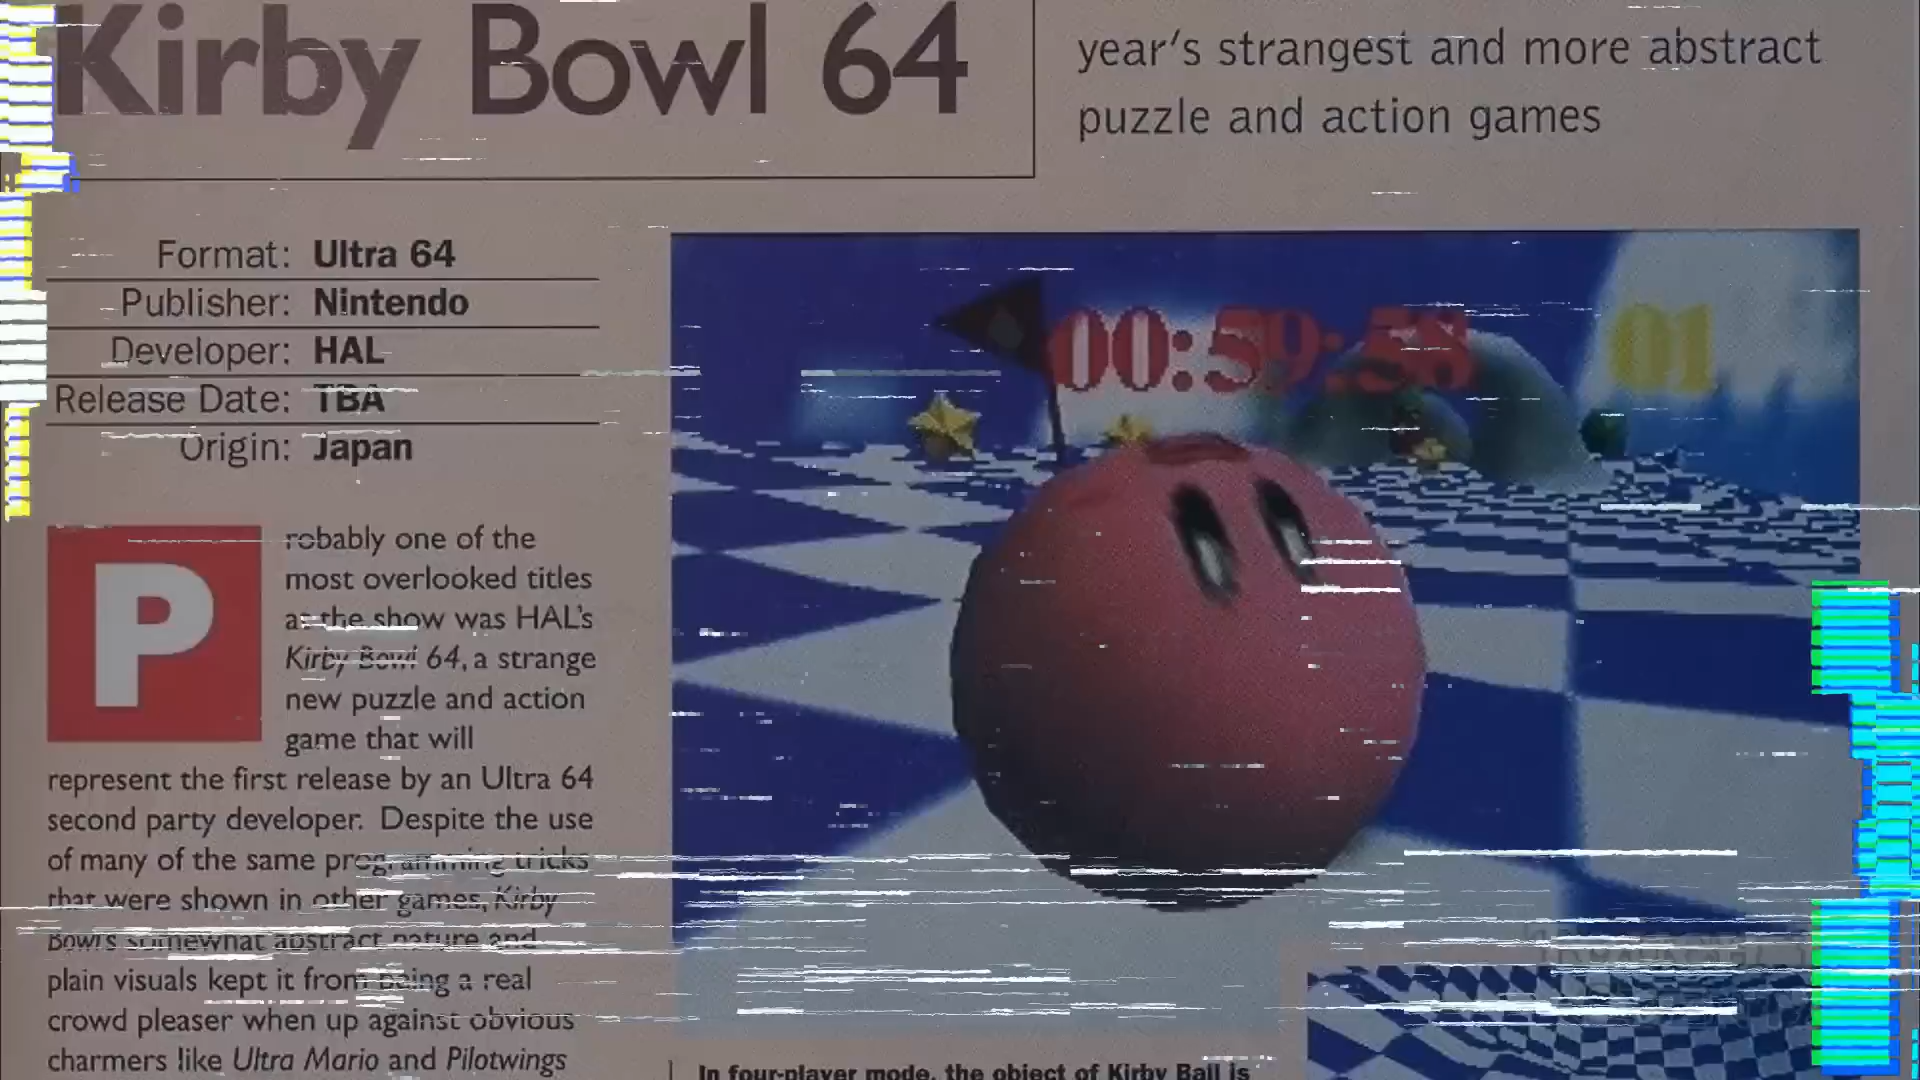 Kirby Bowl 64
year's strangest and more abstract
puzzle and action games
Format: Ultra 64
Publisher: Nintendo
Developer: HAL
Release Date: TBA
Origin: Japan
Probably one of the
most overlooked titles
at the show was HAL's
Kirby Bowl 64, a strange
new puzzle and action
game that will
represent the first release by an Ultra 64
second party developer. Despite the use
of many of the same programming tricks
that were shown in other games, Kirby
Bowl's somewhat abstract nature and
plain visuals kept it from being a real
crowd pleaser when up against obvious
charmers like Ultra Mario and Pilotwings
00:59:58 01
In four-player mode, the object of Kirby Ball is